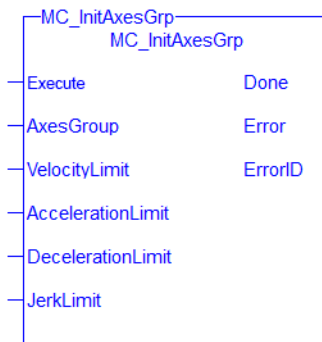 MC_InitAxesGrp
MC_InitAxesGrp
Execute Done
AxesGroup Error
VelocityLimit ErrorID
AccelerationLimit
DecelerationLimit
JerkLimit